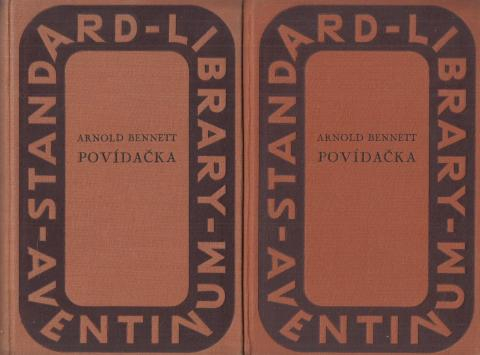 STANDARD-LIBRARY-AVENTINUM-
ARNOLD BENNETT
POVÍDAČKA
STANDARD-LIBRARY-AVENTINUM-
ARNOLD BENNETT
POVÍDAČKA